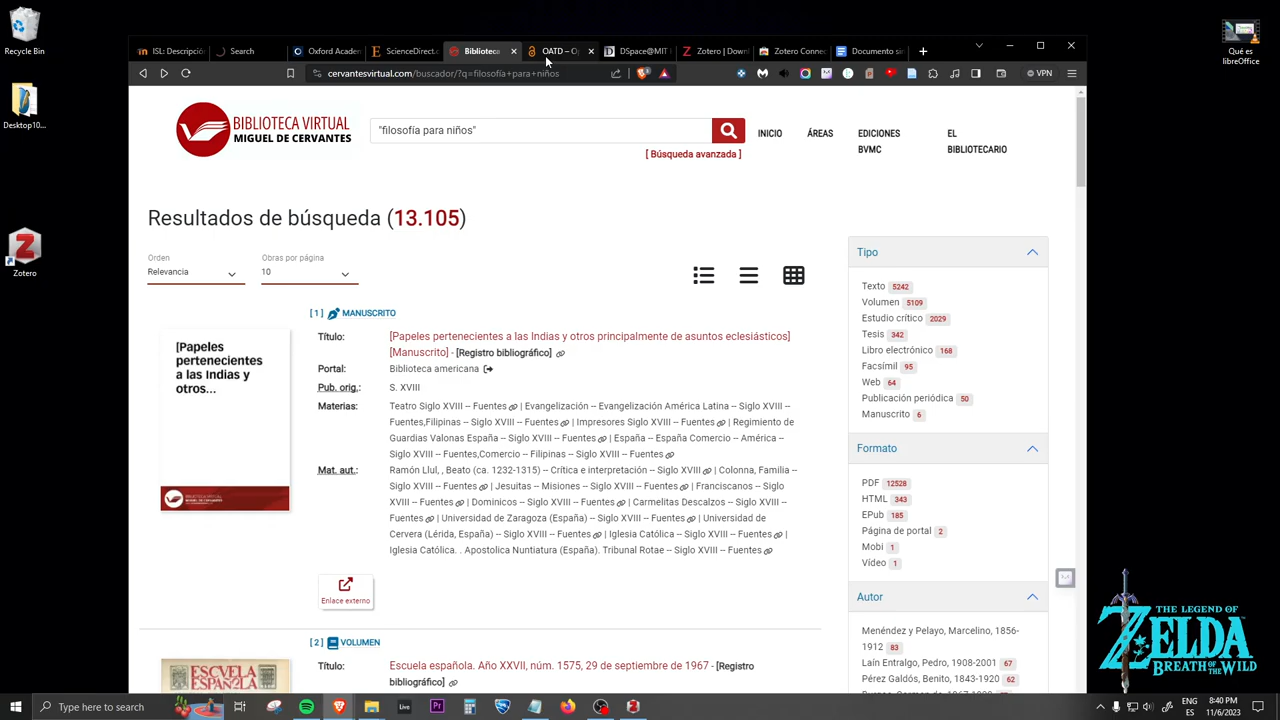 Recycle Bin
Desktop10...
Zotero
Qué es
libreOffice
ISL: Descripció
Search
Oxford Acaden
ScienceDirect.
Biblioteca
OATD – Op
DSpace@MIT
Zotero | Downl
Zotero Connec
Documento sin
cervantesvirtual.com/buscador/?q=filosofía+para+niños
VPN
BIBLIOTECA VIRTUAL
MIGUEL DE CERVANTES
"filosofía para niños"
[ Búsqueda avanzada ]
INICIO
ÁREAS
EDICIONES
BVMC
EL
BIBLIOTECARIO
Resultados de búsqueda (13.105)
Orden
Relevancia
Obras por página
10
[ 1 ] MANUSCRITO
[Papeles
pertenecientes
a las Indias y
otros...
Título: [Papeles pertenecientes a las Indias y otros principalmente de asuntos eclesiásticos]
[Manuscrito] - [Registro bibliográfico]
Portal: Biblioteca americana
Pub. orig.: S. XVIII
Materias: Teatro Siglo XVIII -- Fuentes | Evangelización -- Evangelización América Latina -- Siglo XVIII --
Fuentes,Filipinas -- Siglo XVIII -- Fuentes | Impresores Siglo XVIII -- Fuentes | Regimiento de
Guardias Valonas España -- Siglo XVIII -- Fuentes | España -- España Comercio -- América --
Siglo XVIII -- Fuentes,Comercio -- Filipinas -- Siglo XVIII -- Fuentes
Mat. aut.: Ramón Llul, , Beato (ca. 1232-1315) -- Crítica e interpretación -- Siglo XVIII | Colonna, Familia --
Siglo XVIII -- Fuentes | Jesuitas -- Misiones -- Siglo XVIII -- Fuentes | Franciscanos -- Siglo
XVIII -- Fuentes | Dominicos -- Siglo XVIII -- Fuentes | Carmelitas Descalzos -- Siglo XVIII --
Fuentes | Universidad de Zaragoza (España) -- Siglo XVIII -- Fuentes | Universidad de
Cervera (Lérida, España) -- Siglo XVIII -- Fuentes | Iglesia Católica -- Siglo XVIII -- Fuentes |
Iglesia Católica. . Apostolica Nuntiatura (España). Tribunal Rotae -- Siglo XVIII -- Fuentes
Enlace externo
[ 2 ] VOLUMEN
ESCUELA
ESPAÑOLA
Título: Escuela española. Año XXVII, núm. 1575, 29 de septiembre de 1967 - [Registro
bibliográfico]
Tipo
Texto 5242
Volumen 5109
Estudio crítico 2029
Tesis 342
Libro electrónico 168
Facsímil 95
Web 64
Publicación periódica 50
Manuscrito 6
Formato
PDF 12528
HTML 343
EPub 185
Página de portal 2
Mobi 1
Vídeo 1
Autor
Menéndez y Pelayo, Marcelino, 1856-
1912 83
Laín Entralgo, Pedro, 1908-2001 67
Pérez Galdós, Benito, 1843-1920 62
THE LEGEND OF
ZELDA
BREATH OF THE WILD
Type here to search
Live
Pr
ENG
ES
8:40 PM
11/6/2023